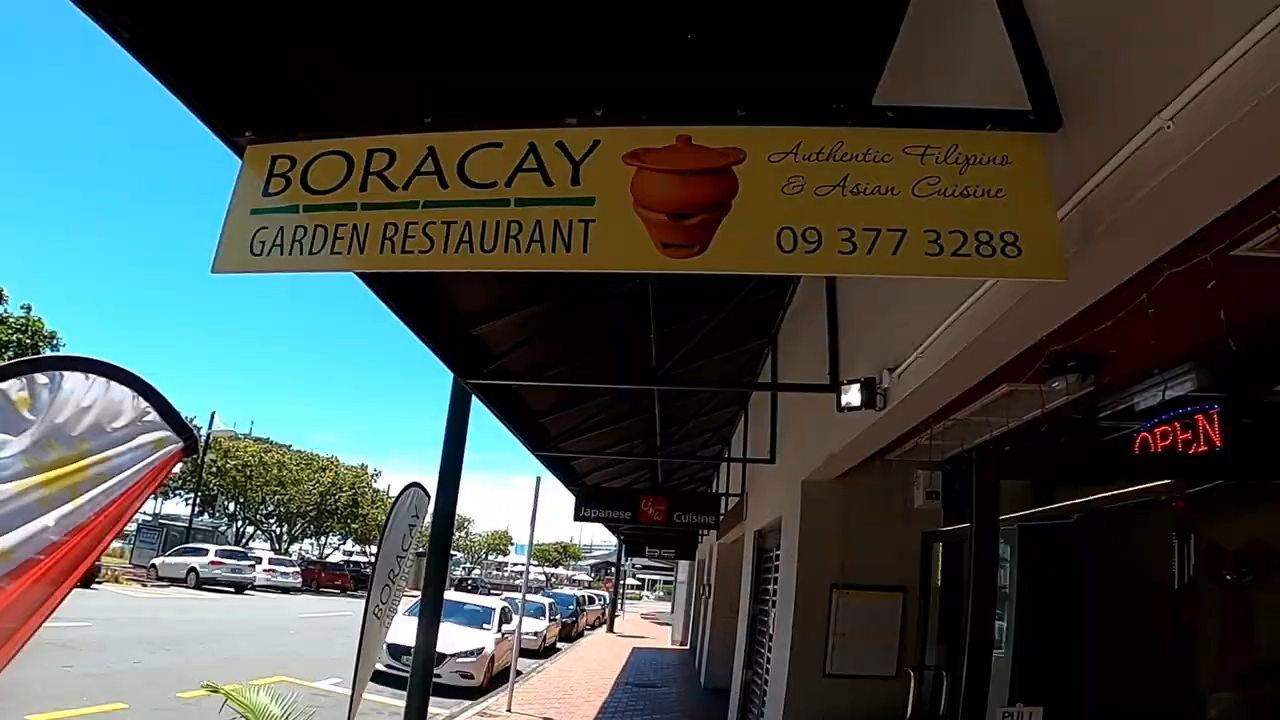 BORACAY
GARDEN RESTAURANT
Authentic Filipino
& Asian Cuisine
09 377 3288
OPEN
Japanese
Cuisine
BORACAY
PULL